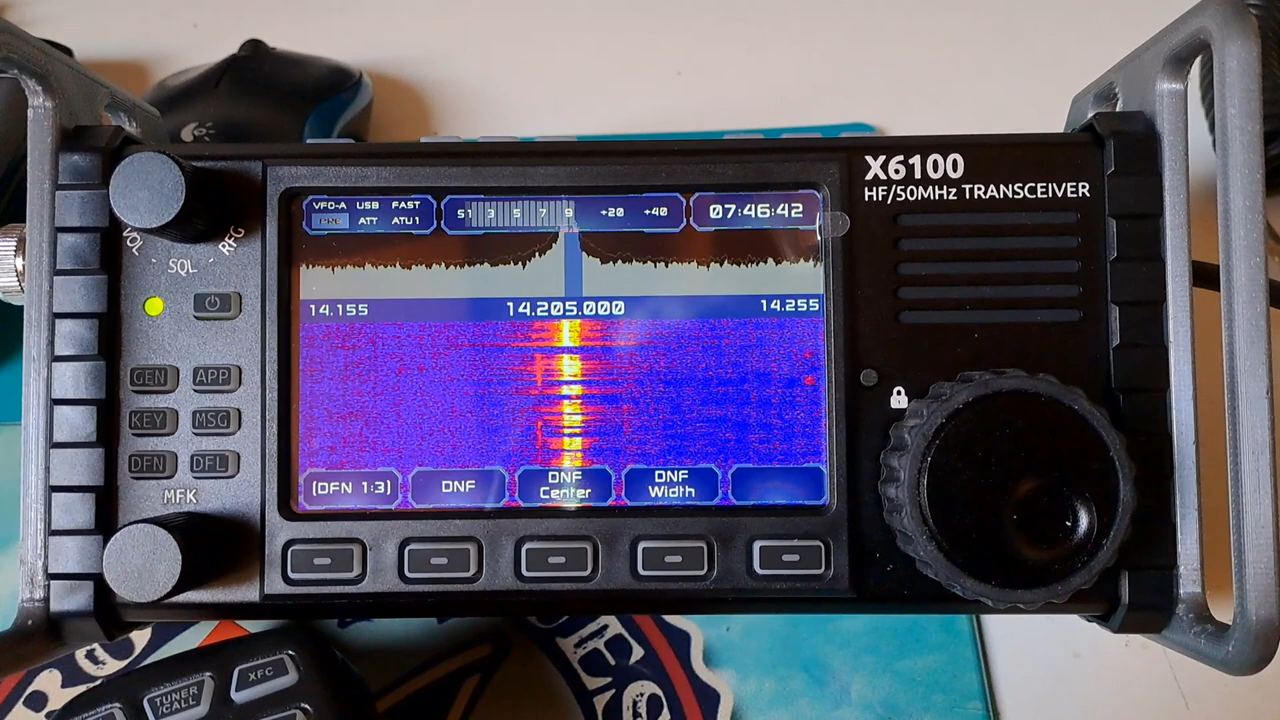 X6100
HF/50MHz TRANSCEIVER
VFO-A USB FAST
PRE ATT ATU1
S1 3 5 7 9 +20 +40
07:46:42
14.155 14.205.000 14.255
VOL SQL RFG
GEN APP
KEY MSG
DFN DFL
MFK
(DFN 1:3) DNF DNF Center DNF Width
XFC
TUNER
/CALL